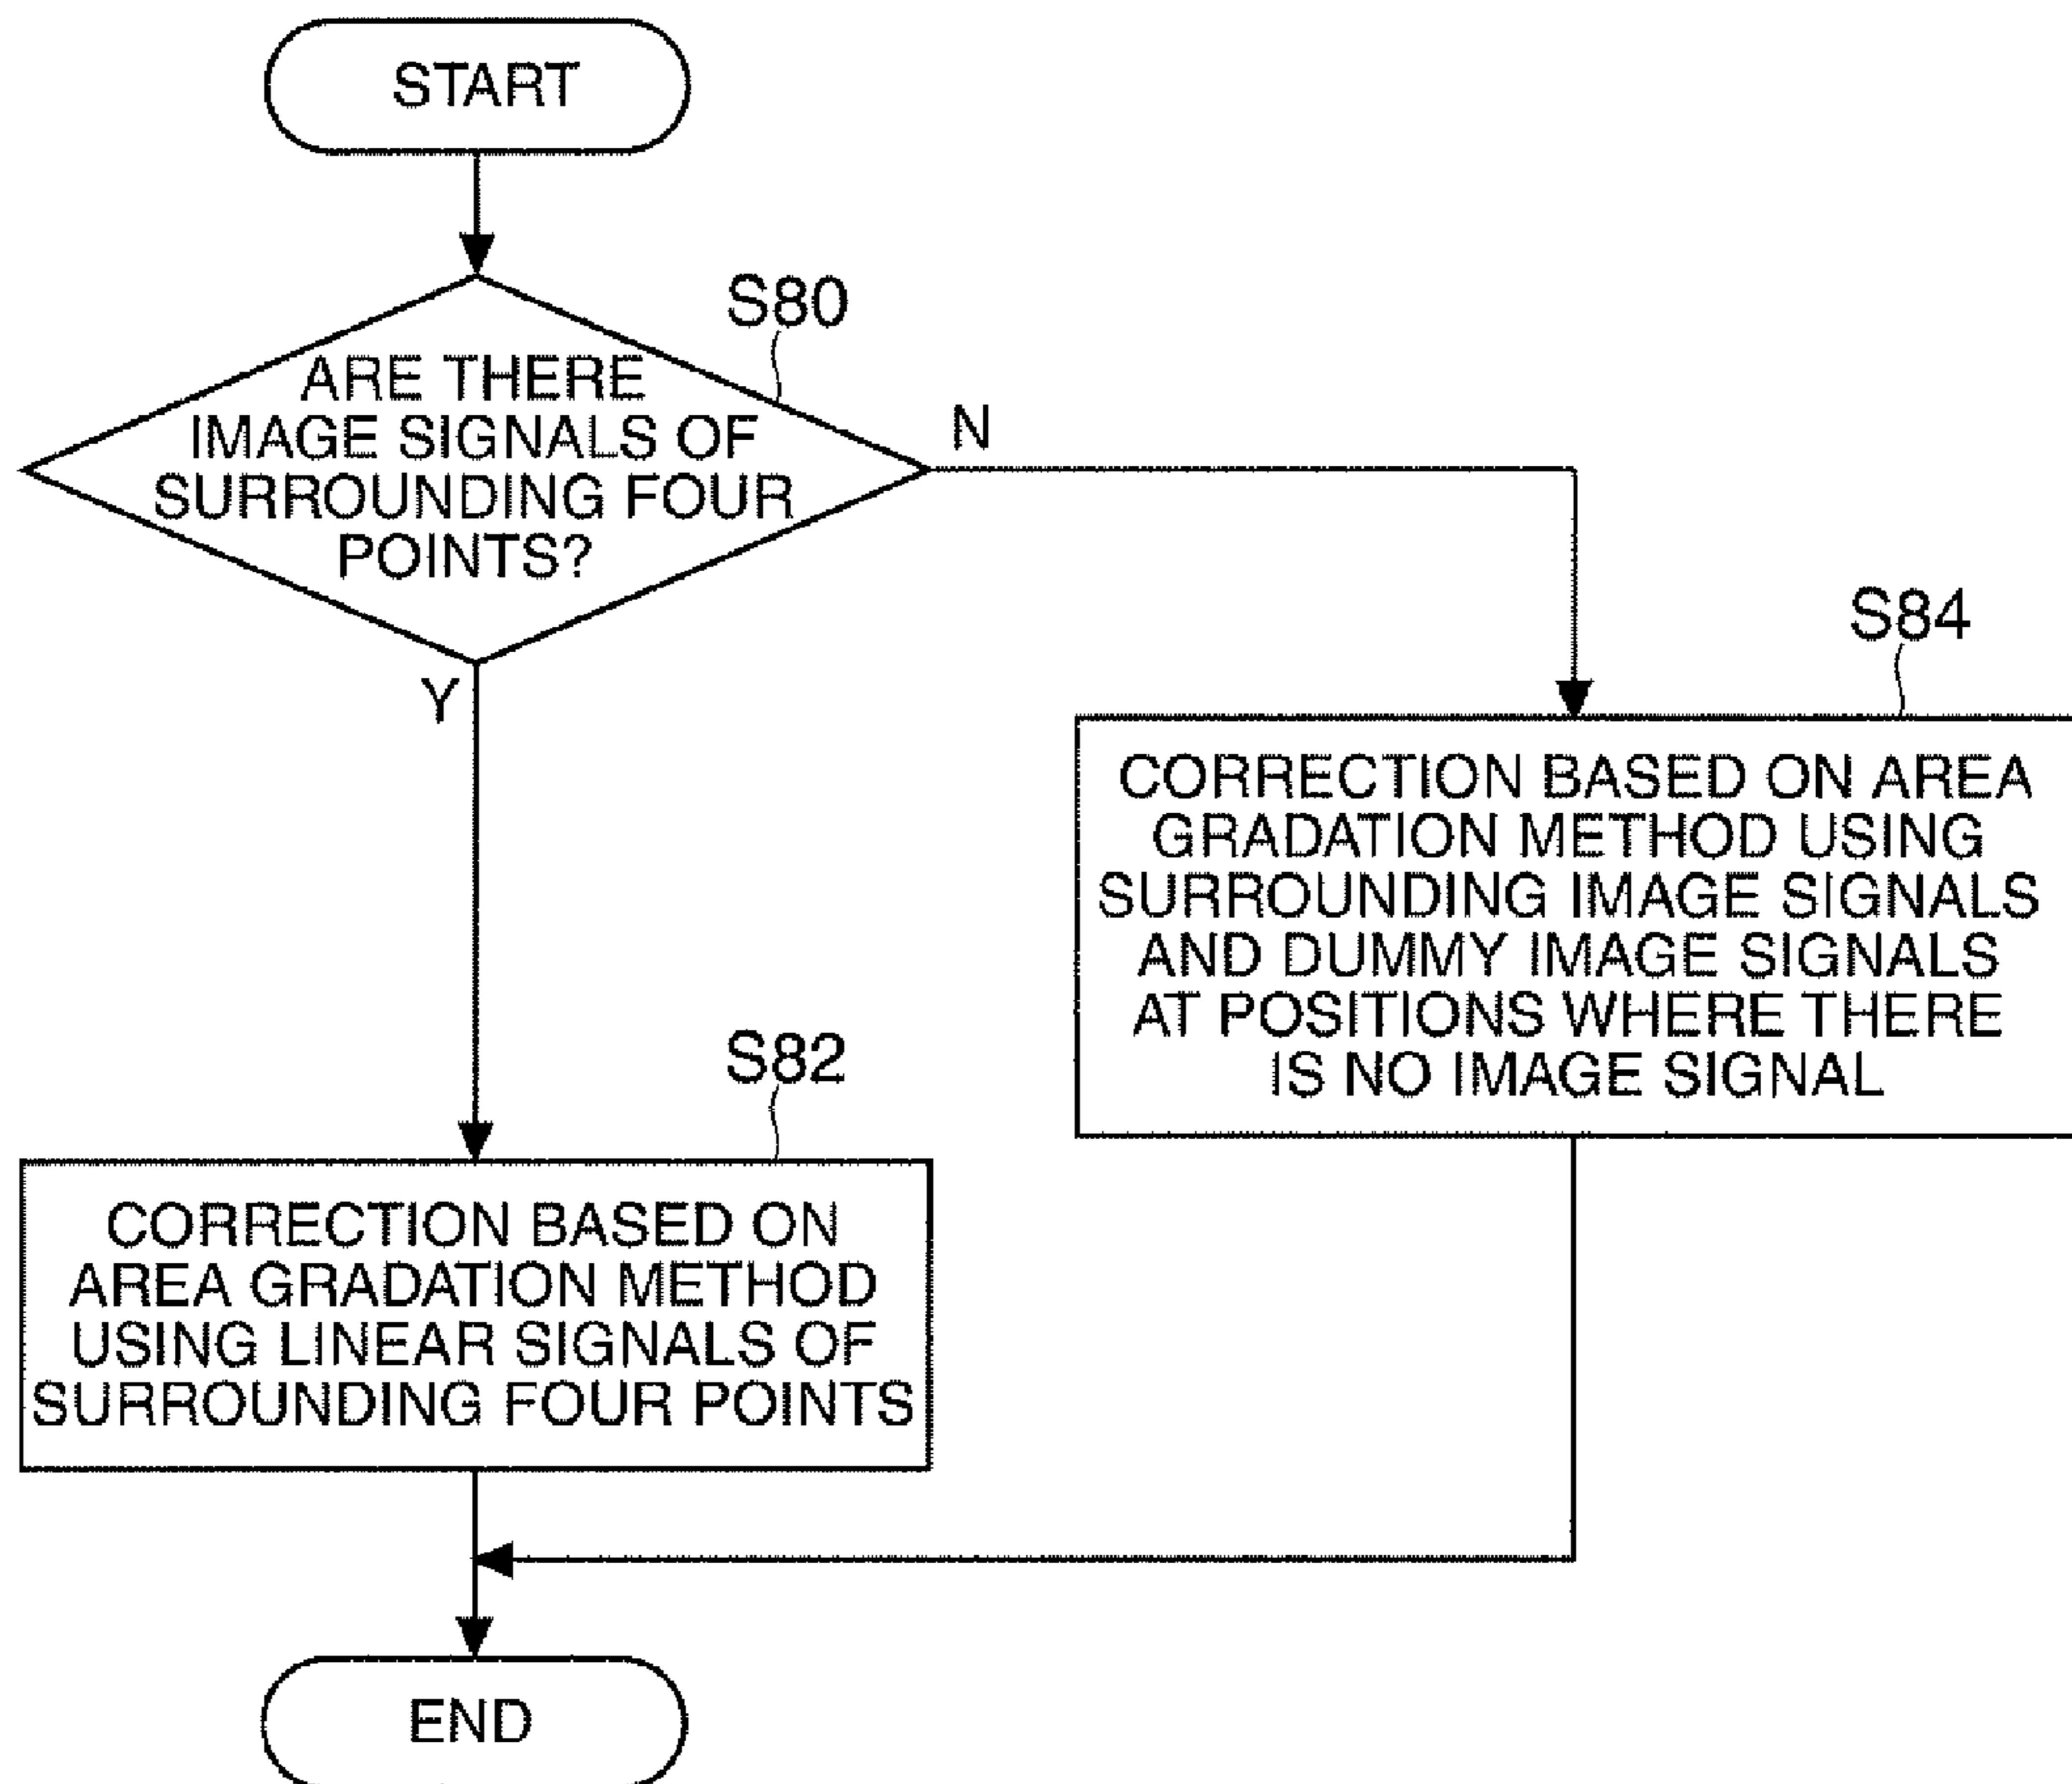 START
S80
ARE THERE
IMAGE SIGNALS OF
SURROUNDING FOUR
POINTS?
N
Y
S84
CORRECTION BASED ON AREA
GRADATION METHOD USING
SURROUNDING IMAGE SIGNALS
AND DUMMY IMAGE SIGNALS
AT POSITIONS WHERE THERE
IS NO IMAGE SIGNAL
S82
CORRECTION BASED ON
AREA GRADATION METHOD
USING LINEAR SIGNALS OF
SURROUNDING FOUR POINTS
END